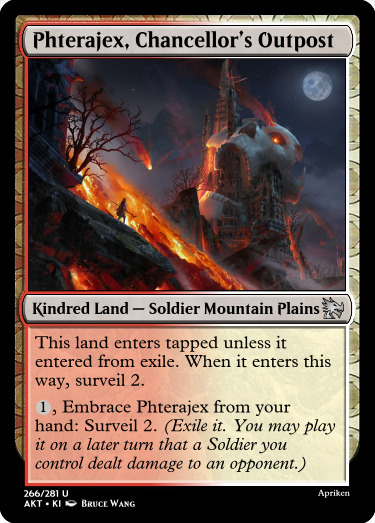 Phterajex, Chancellor's Outpost
Kindred Land — Soldier Mountain Plains
This land enters tapped unless it
entered from exile. When it enters this
way, surveil 2.
1, Embrace Phterajex from your
hand: Surveil 2. (Exile it. You may play
it on a later turn that a Soldier you
control dealt damage to an opponent.)
266/281 U
Apriken
AKT • KI Bruce Wang